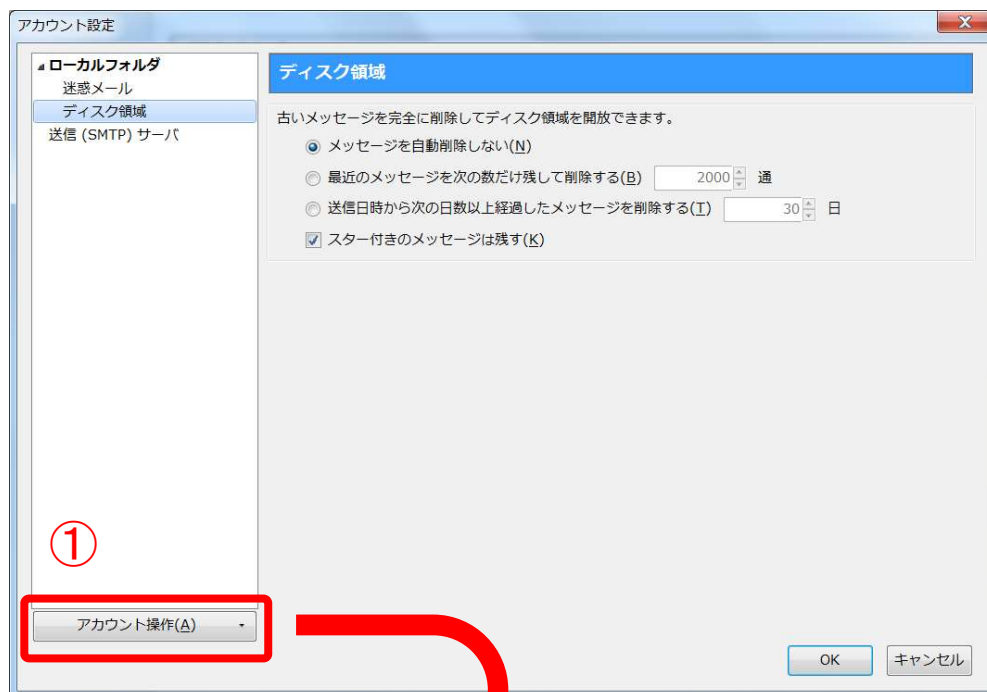 アカウント設定
ローカルフォルダ
迷惑メール
ディスク領域
送信 (SMTP) サーバ
ディスク領域
古いメッセージを完全に削除してディスク領域を開放できます。
メッセージを自動削除しない(N)
最近のメッセージを次の数だけ残して削除する(B) 2000 通
送信日時から次の日数以上経過したメッセージを削除する(T) 30 日
スター付きのメッセージは残す(K)
①
アカウント操作(A)
OK キャンセル